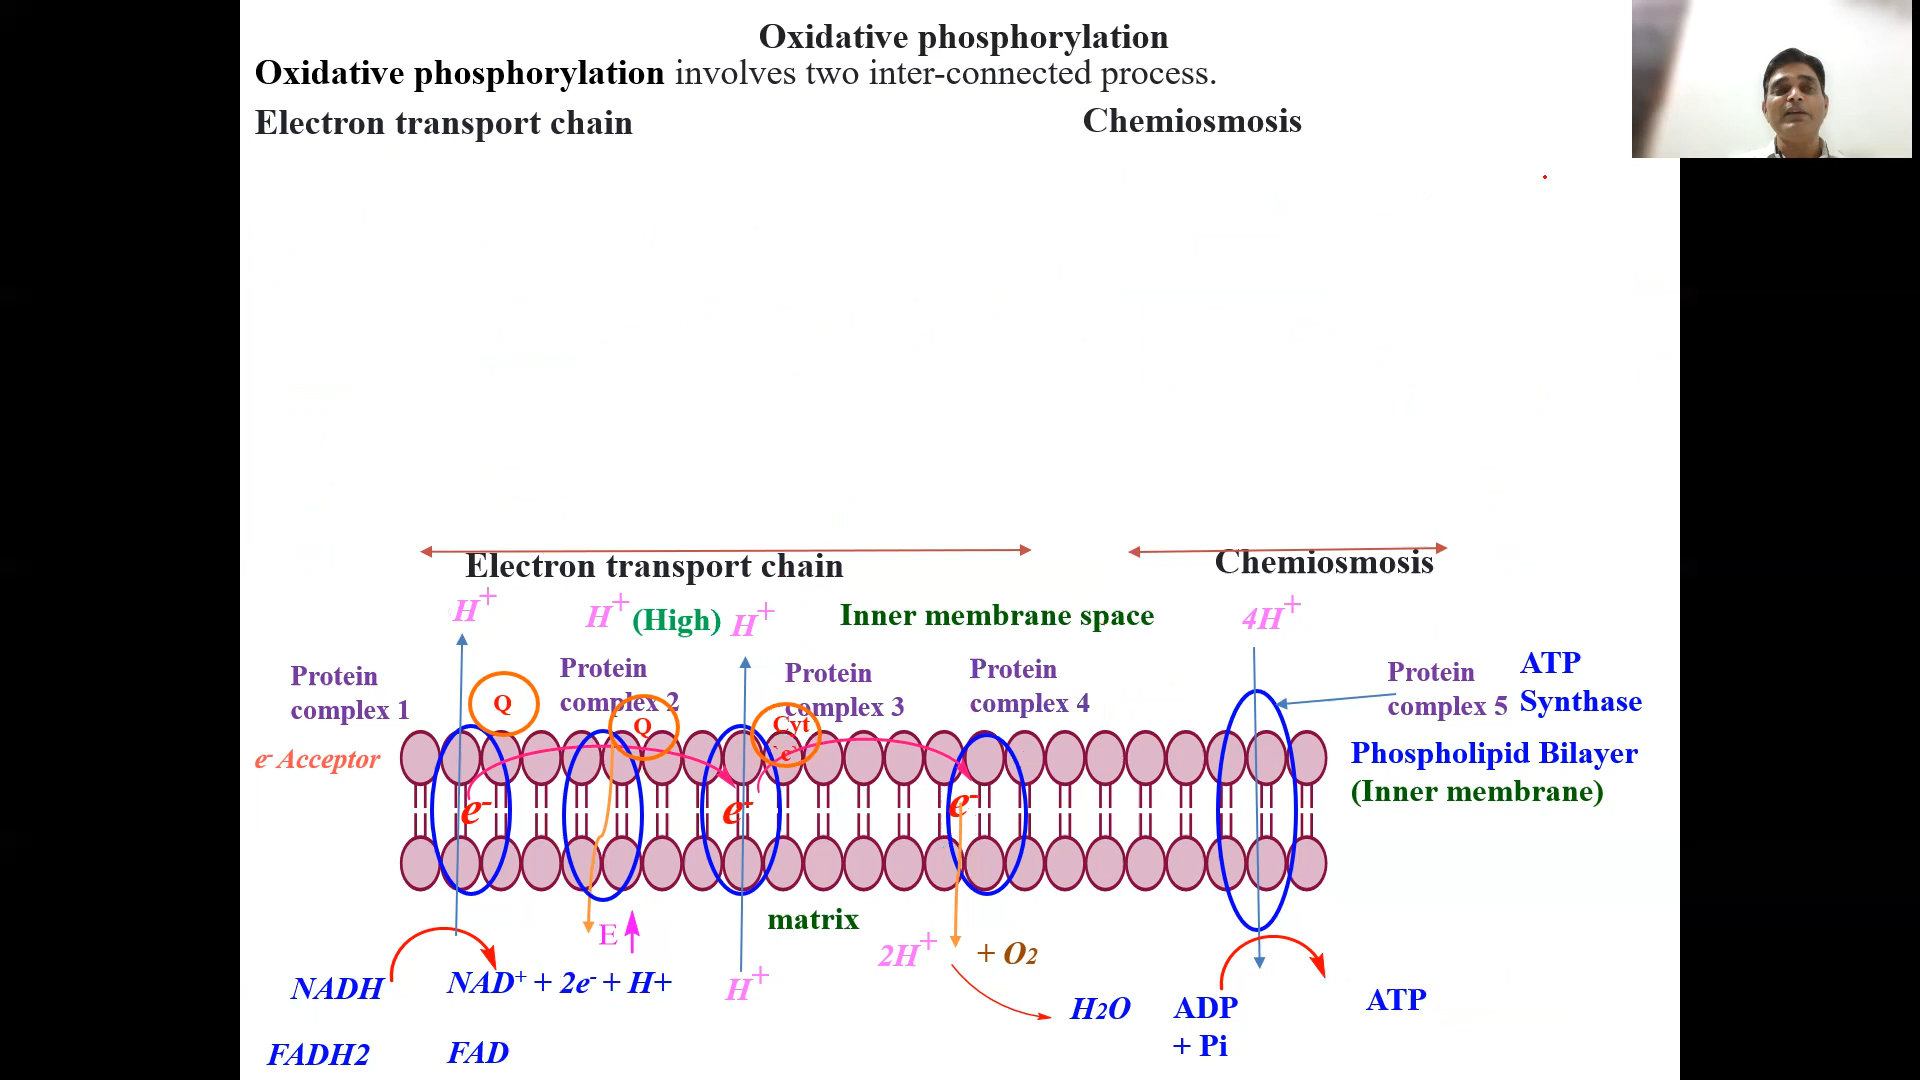 Oxidative phosphorylation
Oxidative phosphorylation involves two inter-connected process.
Electron transport chain
Chemiosmosis
Electron transport chain
Chemiosmosis
H+
H+ (High)
H+
Inner membrane space
4H+
Protein
complex 1
Q
Protein
complex 2
Q
Protein
complex 3
Cyt
`e`
Protein
complex 4
Protein
complex 5
ATP
Synthase
e- Acceptor
Phospholipid Bilayer
(Inner membrane)
e-
e-
e-
matrix
E
2H+
+ O2
NADH
NAD+ + 2e- + H+
H+
H2O
ADP
+ Pi
ATP
FADH2
FAD